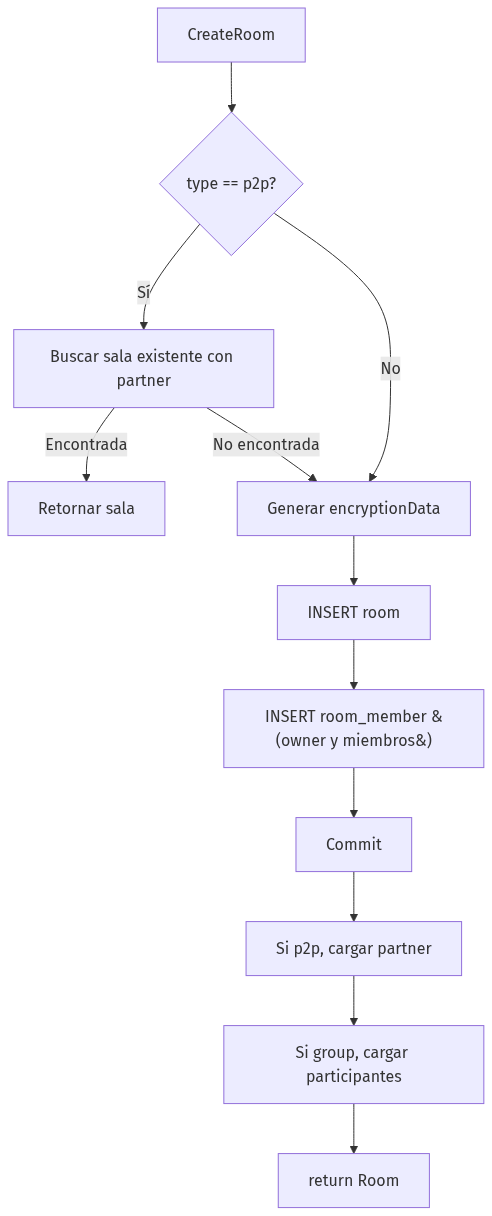 CreateRoom
type == p2p?
Sí
No
Buscar sala existente con
partner
Encontrada
No encontrada
Retornar sala
Generar encryptionData
INSERT room
INSERT room_member &
(owner y miembros&)
Commit
Si p2p, cargar partner
Si group, cargar
participantes
return Room